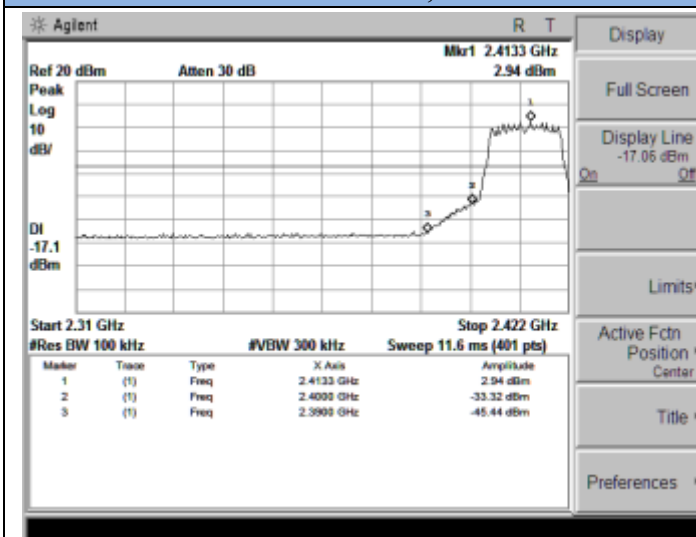 Agilent R T
Mkr1 2.4133 GHz
Ref 20 dBm Atten 30 dB 2.94 dBm
Peak
Log
10
dB/
DI
-17.1
dBm
1
2
3
Start 2.31 GHz Stop 2.422 GHz
#Res BW 100 kHz #VBW 300 kHz Sweep 11.6 ms (401 pts)
Marker Trace Type X Axis Amplitude
1 (1) Freq 2.4133 GHz 2.94 dBm
2 (1) Freq 2.4000 GHz -33.32 dBm
3 (1) Freq 2.3900 GHz -45.44 dBm
Display
Full Screen
Display Line
-17.06 dBm
On Off
Limits
Active Fctn
Position
Center
Title
Preferences